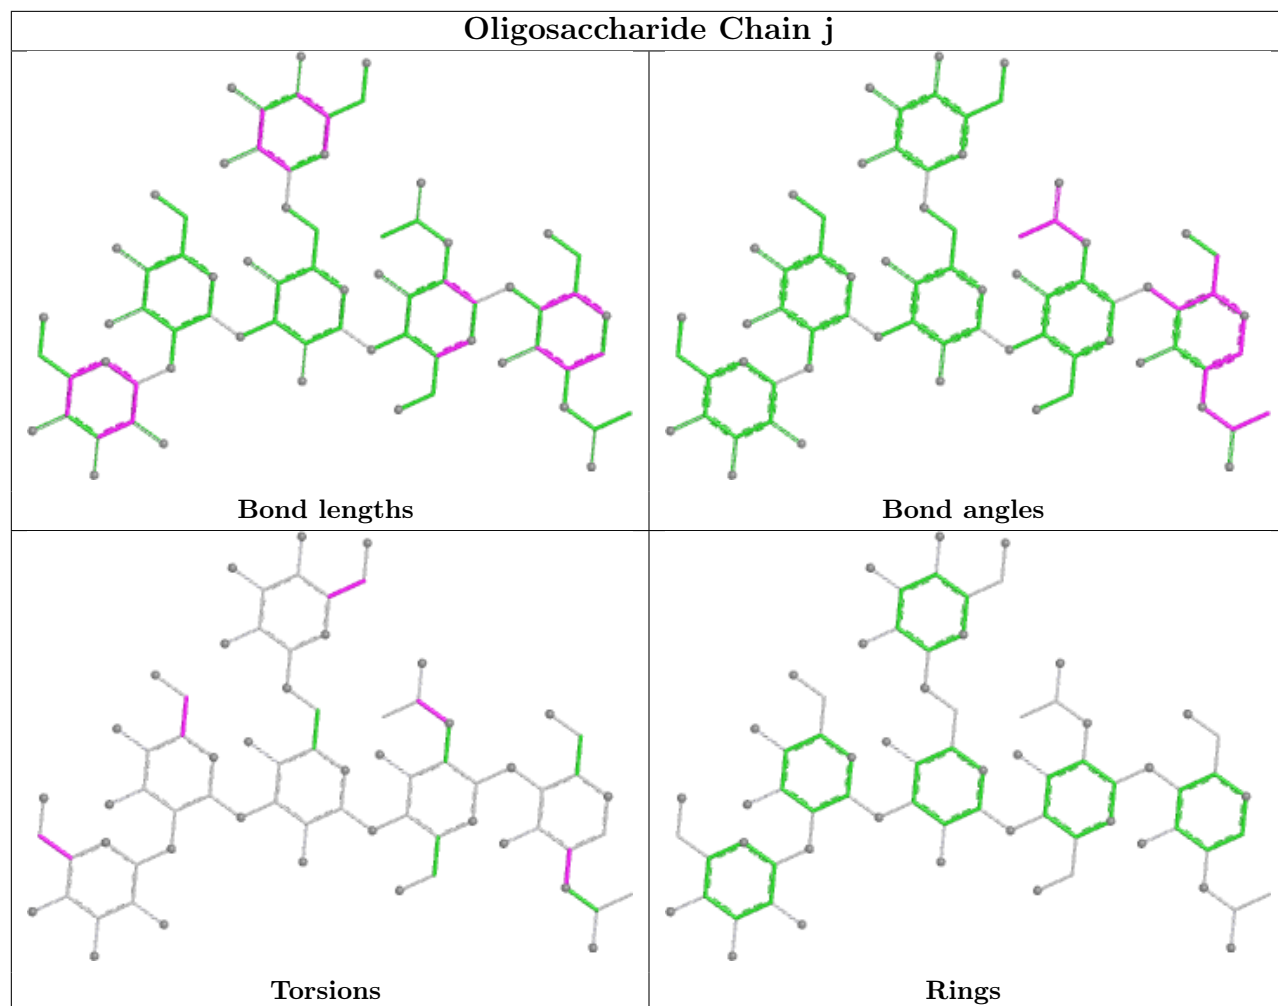 Oligosaccharide Chain j
Bond lengths
Bond angles
Torsions
Rings